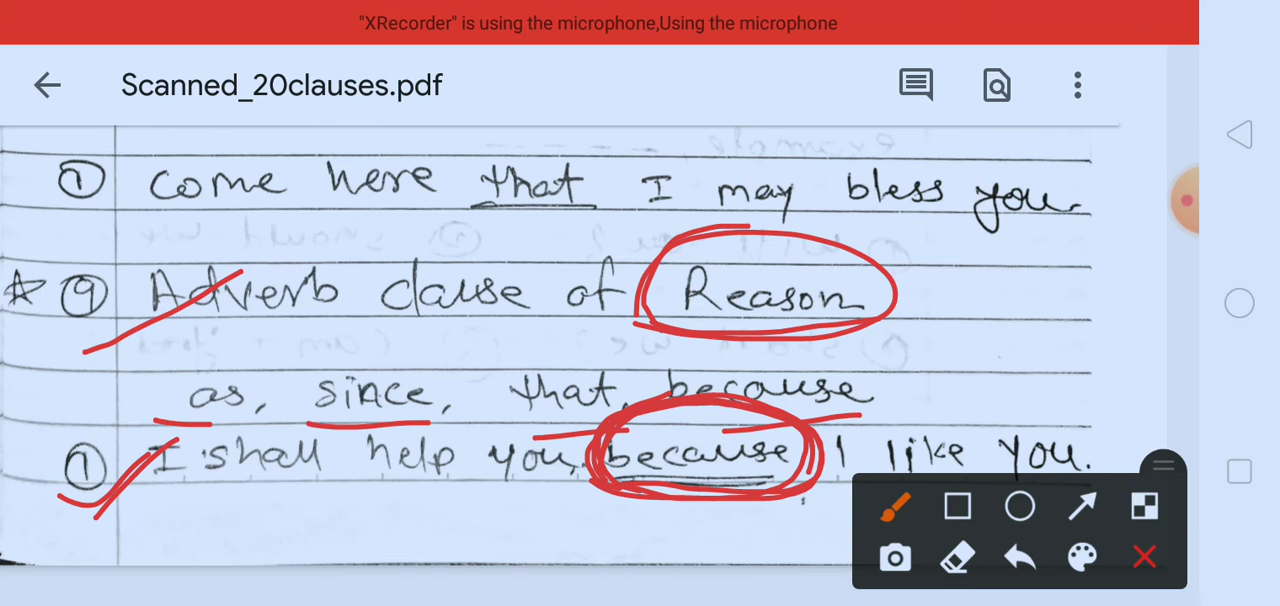 "XRecorder" is using the microphone,Using the microphone
Scanned_20clauses.pdf
① come here that I may bless you.
⑨ Adverb clause of Reason
as, since, that, because
① I shall help you, because I like you.